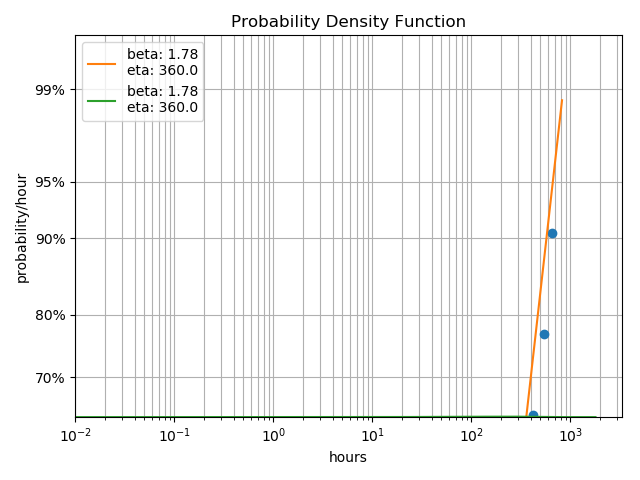 Probability Density Function
beta: 1.78
eta: 360.0
beta: 1.78
eta: 360.0
99%
95%
90%
80%
70%
probability/hour
10⁻²
10⁻¹
10⁰
10¹
10²
10³
hours